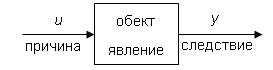 u
причина
обект
явление
y
следствие